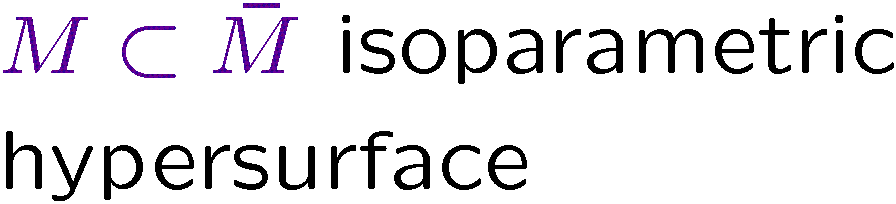 M ⊂ M̄ isoparametric
hypersurface